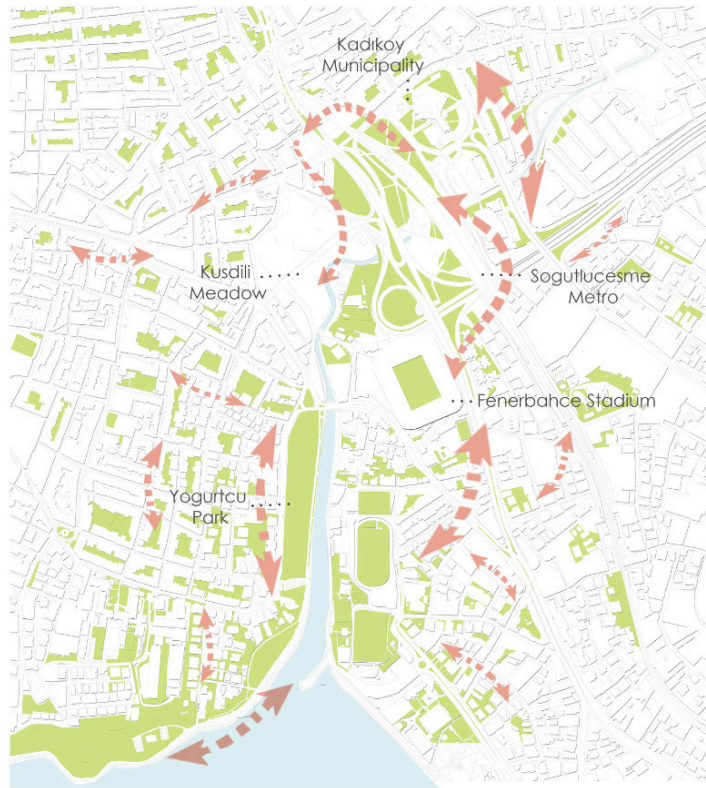 Kadıkoy
Municipality
Kusdili
Meadow
Sogutlucesme
Metro
Fenerbahce Stadium
Yogurtcu
Park